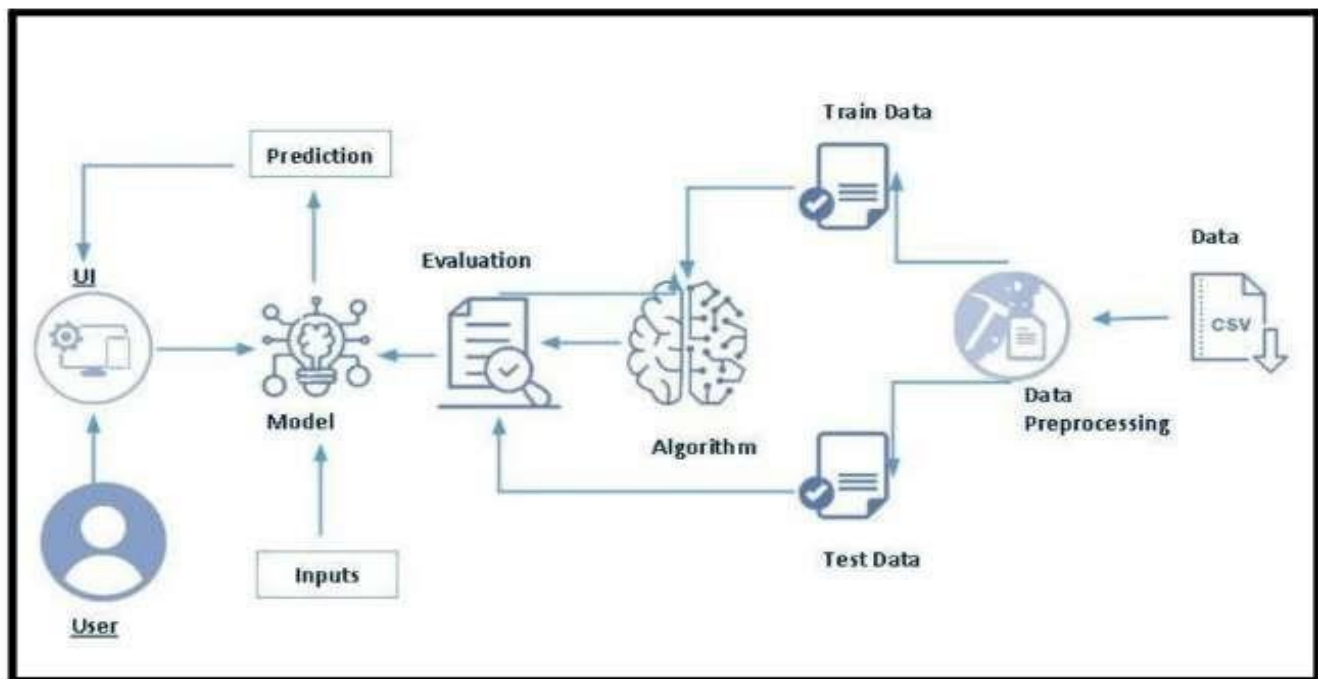 Train Data
Prediction
Data
Evaluation
UI
CSV
Data
Preprocessing
Model
Algorithm
Test Data
Inputs
User